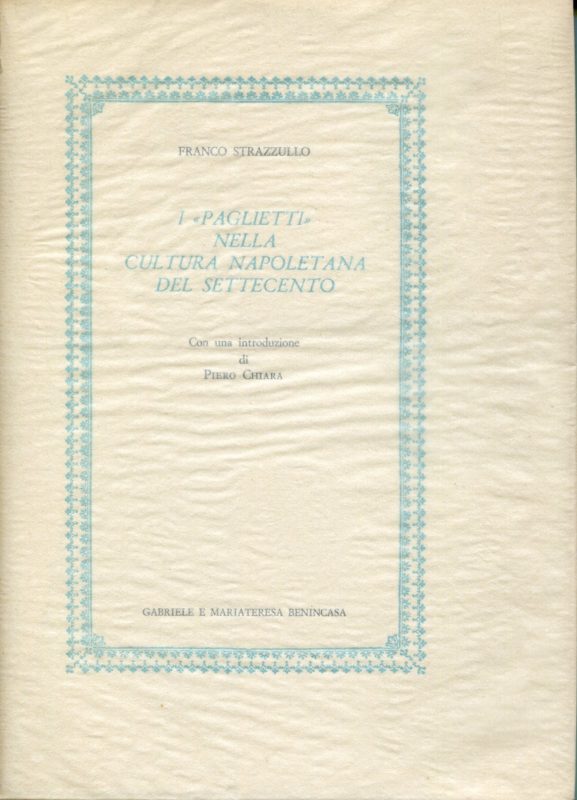 FRANCO STRAZZULLO
I «PAGLIETTI»
NELLA
CULTURA NAPOLETANA
DEL SETTECENTO
Con una introduzione
di
PIERO CHIARA
GABRIELE E MARIATERESA BENINCASA